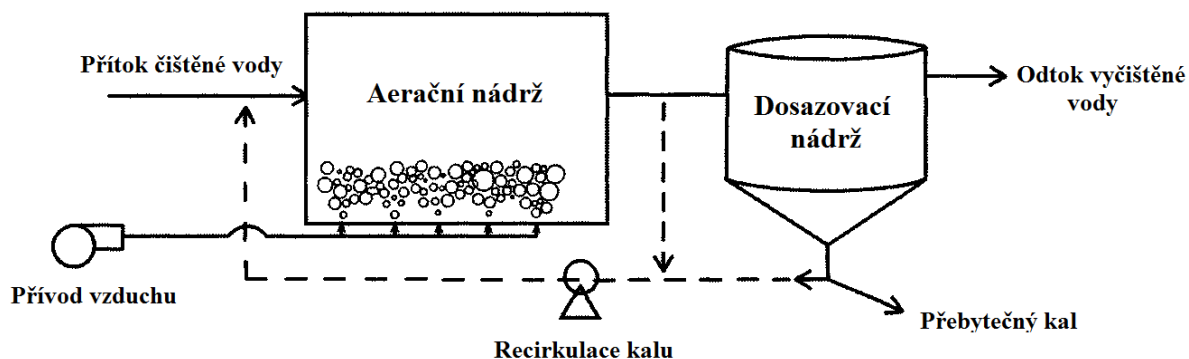 Přítok čištěné vody
Aerační nádrž
Dosazovací
nádrž
Odtok vyčištěné
vody
Přívod vzduchu
Recirkulace kalu
Přebytečný kal